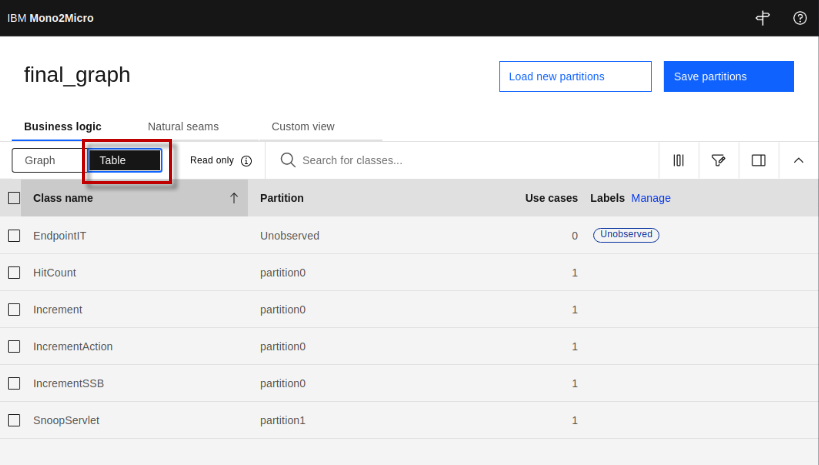 IBM Mono2Micro
final_graph
Load new partitions
Save partitions
Business logic Natural seams Custom view
Graph Table Read only Search for classes...
Class name Partition Use cases Labels Manage
EndpointIT Unobserved 0 Unobserved
HitCount partition0 1
Increment partition0 1
IncrementAction partition0 1
IncrementSSB partition0 1
SnoopServlet partition1 1